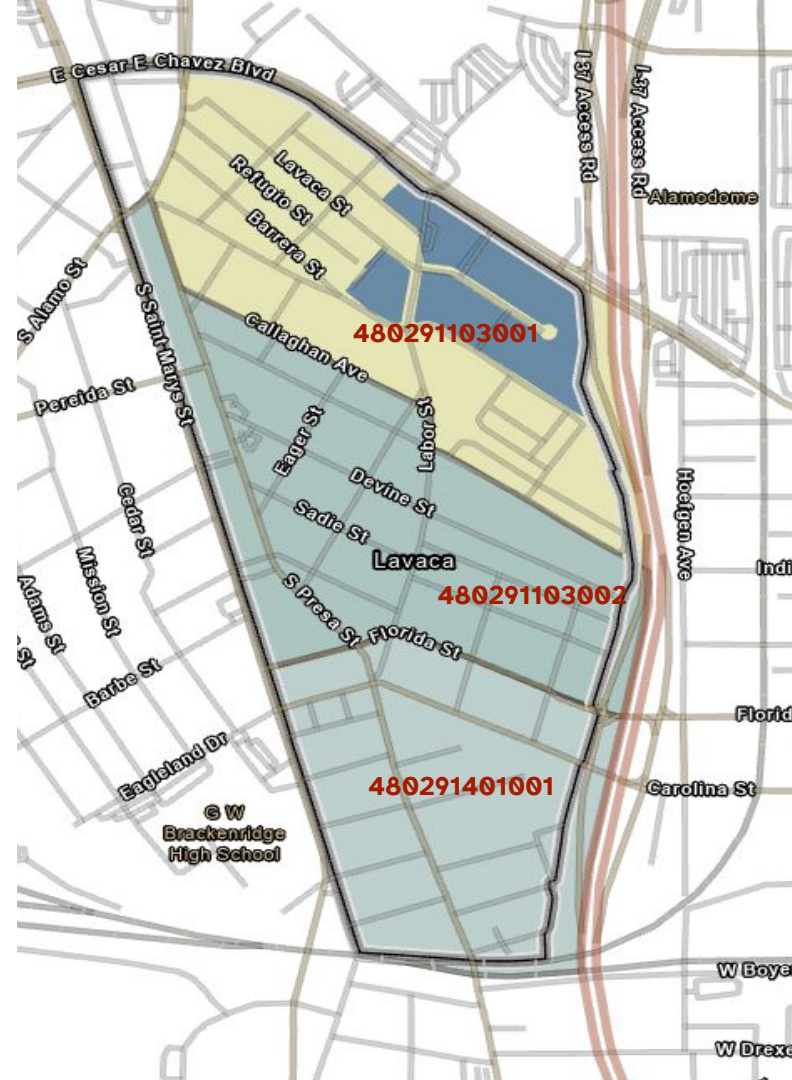 E Cesar E Chavez Blvd
I 37 Access Rd
I-37 Access Rd
Alamodome
Lavaca St
Refugio St
Barrera St
S Alamo St
S Saint Marys St
480291103001
Callaghan Ave
Pereida St
Eager St
Labor St
Devine St
Hoefgen Ave
Cedar St
Sadie St
Mission St
Lavaca
Indi
Adams St
480291103002
S Presa St
Florida St
St
Barbe St
Florid
Eagleland Dr
480291401001
Carolina St
G W
Brackenridge
High School
W Boye
W Drexe